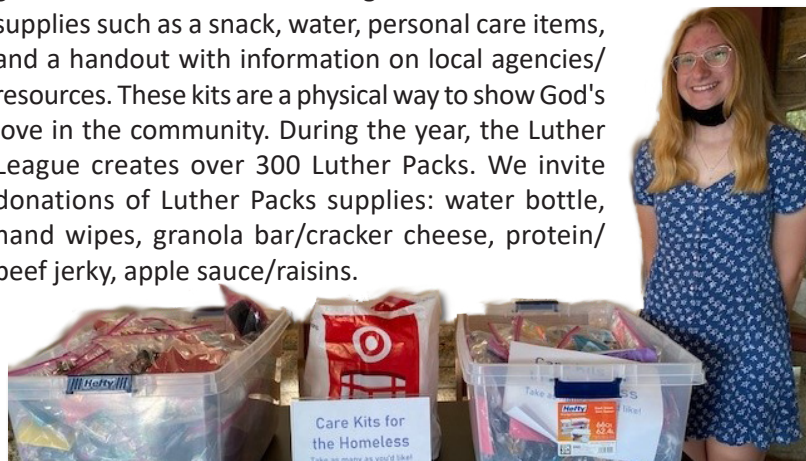 supplies such as a snack, water, personal care items,
and a handout with information on local agencies/
resources. These kits are a physical way to show God's
love in the community. During the year, the Luther
League creates over 300 Luther Packs. We invite
donations of Luther Packs supplies: water bottle,
hand wipes, granola bar/cracker cheese, protein/
beef jerky, apple sauce/raisins.
Hefty
Care Kits for
the Homeless
Take as many as you'd like!
Hefty
66Qt
62.4L